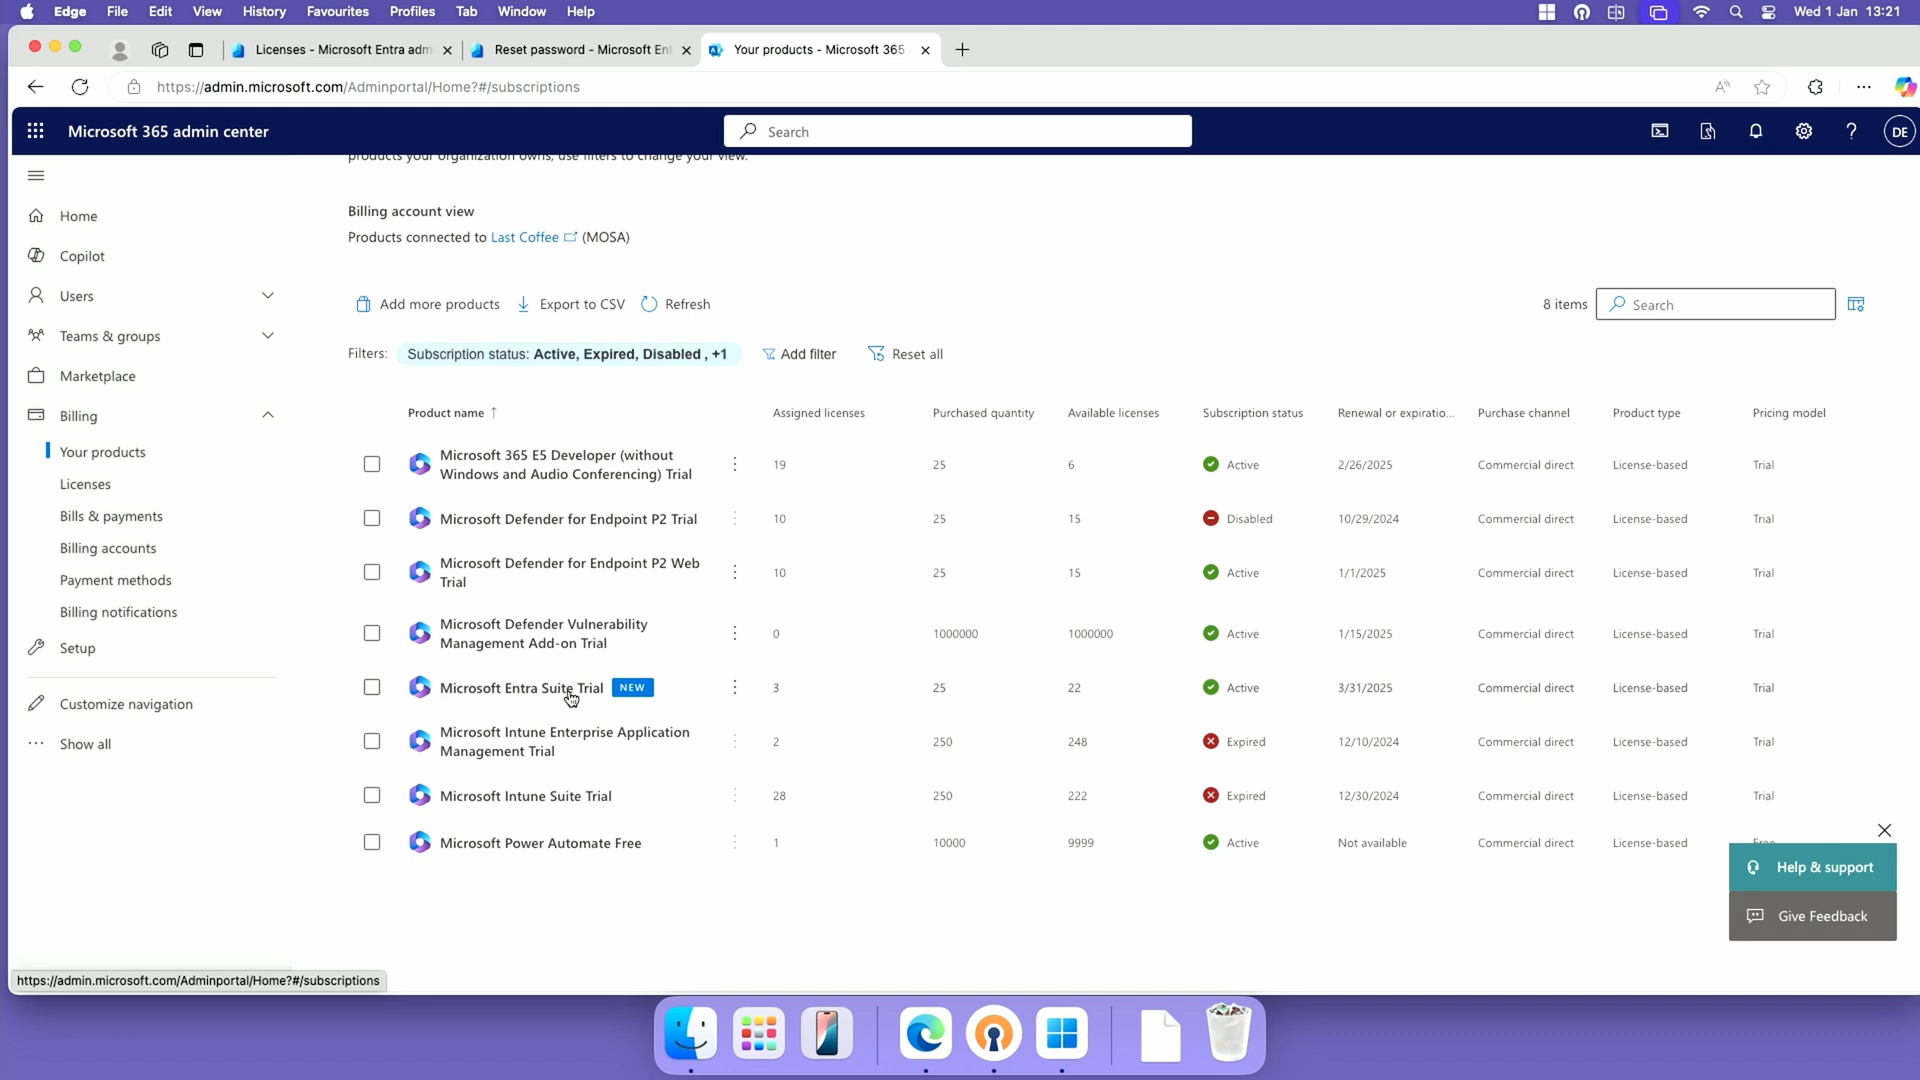 Edge File Edit View History Favourites Profiles Tab Window Help Wed 1 Jan 13:21
Licenses - Microsoft Entra adm Reset password - Microsoft Ent Your products - Microsoft 365
https://admin.microsoft.com/Adminportal/Home?#/subscriptions
Microsoft 365 admin center Search DE
products your organization owns, use filters to change your view.
Home
Copilot
Users
Teams & groups
Marketplace
Billing
Your products
Licenses
Bills & payments
Billing accounts
Payment methods
Billing notifications
Setup
Customize navigation
Show all
Billing account view
Products connected to Last Coffee (MOSA)
Add more products Export to CSV Refresh 8 items Search
Filters: Subscription status: Active, Expired, Disabled , +1 Add filter Reset all
Product name ↑ Assigned licenses Purchased quantity Available licenses Subscription status Renewal or expiratio... Purchase channel Product type Pricing model
Microsoft 365 E5 Developer (without
Windows and Audio Conferencing) Trial 19 25 6 Active 2/26/2025 Commercial direct License-based Trial
Microsoft Defender for Endpoint P2 Trial 10 25 15 Disabled 10/29/2024 Commercial direct License-based Trial
Microsoft Defender for Endpoint P2 Web
Trial 10 25 15 Active 1/1/2025 Commercial direct License-based Trial
Microsoft Defender Vulnerability
Management Add-on Trial 0 1000000 1000000 Active 1/15/2025 Commercial direct License-based Trial
Microsoft Entra Suite Trial NEW 3 25 22 Active 3/31/2025 Commercial direct License-based Trial
Microsoft Intune Enterprise Application
Management Trial 2 250 248 Expired 12/10/2024 Commercial direct License-based Trial
Microsoft Intune Suite Trial 28 250 222 Expired 12/30/2024 Commercial direct License-based Trial
Microsoft Power Automate Free 1 10000 9999 Active Not available Commercial direct License-based Free
Help & support
Give Feedback
https://admin.microsoft.com/Adminportal/Home?#/subscriptions